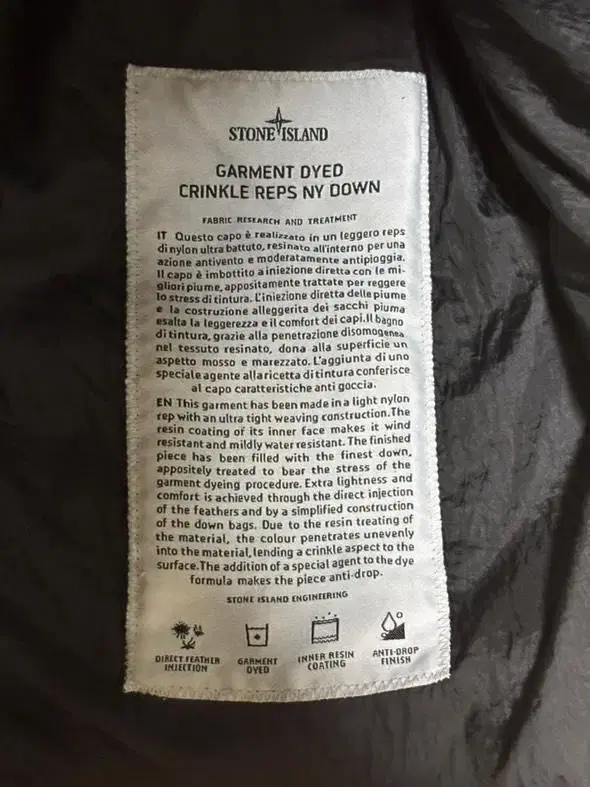 STONE ISLAND
GARMENT DYED
CRINKLE REPS NY DOWN
FABRIC RESEARCH AND TREATMENT
IT Questo capo è realizzato in un leggero reps
di nylon ultra battuto, resinato all'interno per una
azione antivento e moderatamente antipioggia.
Il capo è imbottito a iniezione diretta con le mi-
gliori piume, appositamente trattate per reggere
lo stress di tintura. L'iniezione diretta delle piume
e la costruzione alleggerita dei sacchi piuma
esalta la leggerezza e il comfort dei capi. Il bagno
di tintura, grazie alla penetrazione disomogenea
nel tessuto resinato, dona alla superficie un
aspetto mosso e marezzato. L'aggiunta di uno
speciale agente alla ricetta di tintura conferisce
al capo caratteristiche anti goccia.
EN This garment has been made in a light nylon
rep with an ultra tight weaving construction. The
resin coating of its inner face makes it wind
resistant and mildly water resistant. The finished
piece has been filled with the finest down,
appositely treated to bear the stress of the
garment dyeing procedure. Extra lightness and
comfort is achieved through the direct injection
of the feathers and by a simplified construction
of the down bags. Due to the resin treating of
the material, the colour penetrates unevenly
into the material, lending a crinkle aspect to the
surface. The addition of a special agent to the dye
formula makes the piece anti-drop.
STONE ISLAND ENGINEERING
DIRECT FEATHER
INJECTION
GARMENT
DYED
INNER RESIN
COATING
ANTI-DROP
FINISH